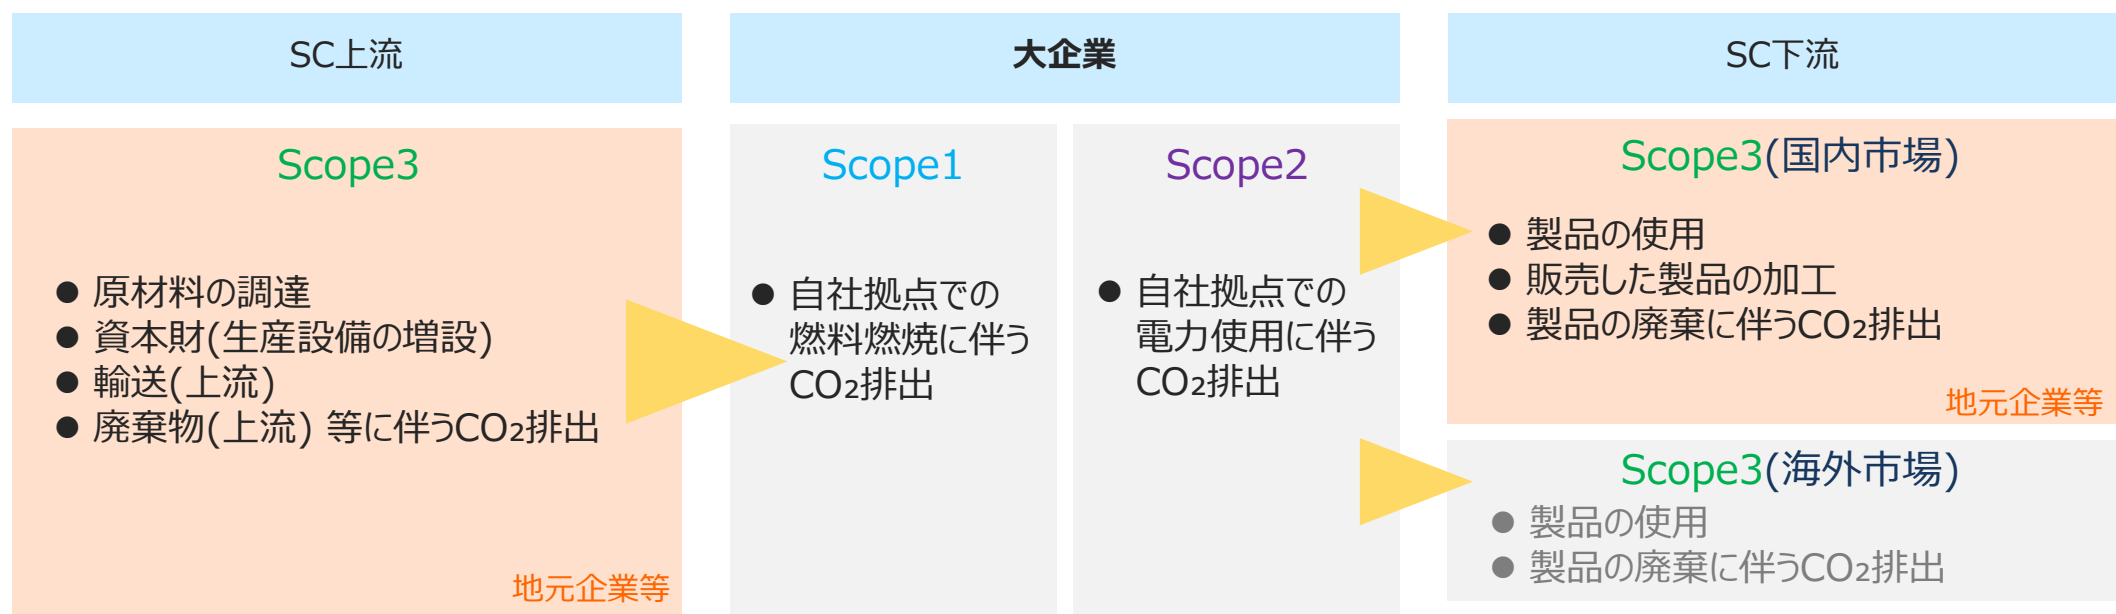 SC上流
大企業
SC下流
Scope3
● 原材料の調達
● 資本財(生産設備の増設)
● 輸送(上流)
● 廃棄物(上流) 等に伴うCO₂排出
地元企業等
Scope1
● 自社拠点での
燃料燃焼に伴う
CO₂排出
Scope2
● 自社拠点での
電力使用に伴う
CO₂排出
Scope3(国内市場)
● 製品の使用
● 販売した製品の加工
● 製品の廃棄に伴うCO₂排出
地元企業等
Scope3(海外市場)
● 製品の使用
● 製品の廃棄に伴うCO₂排出